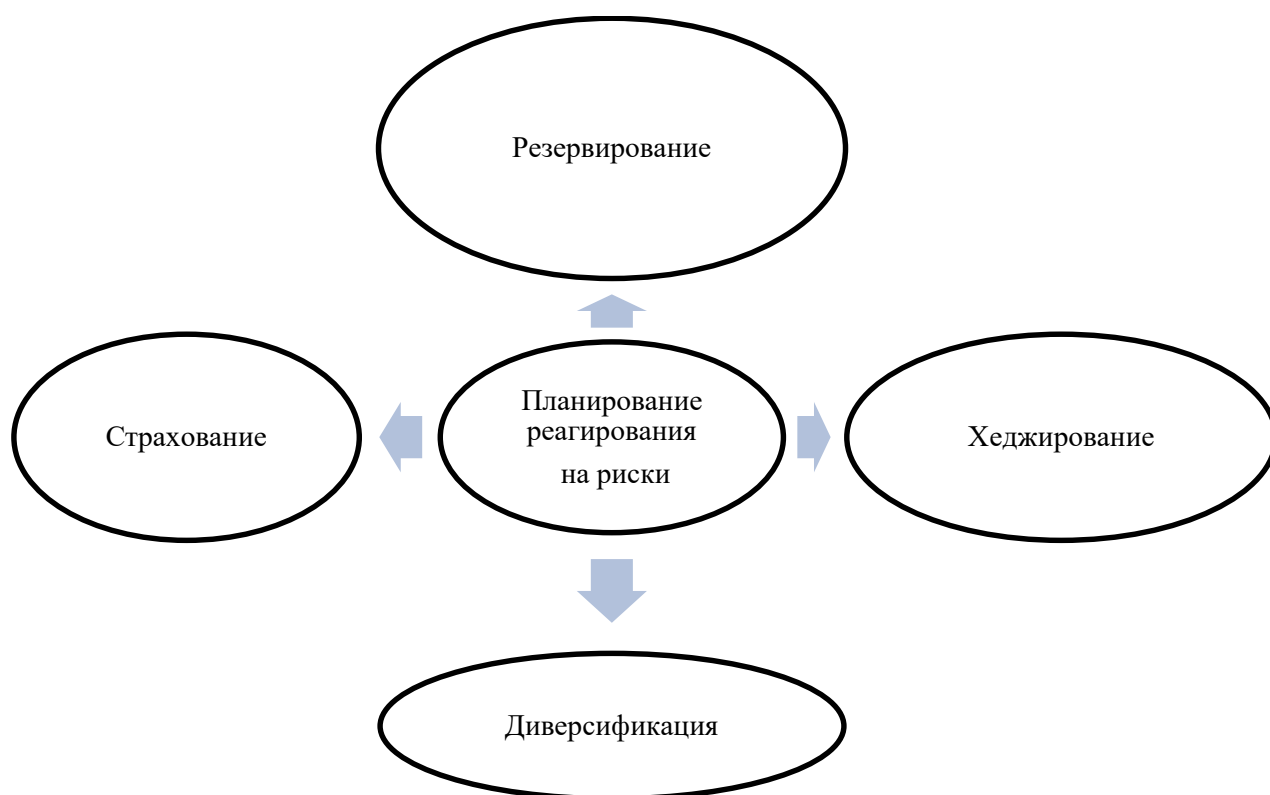 Резервирование
Страхование
Планирование
реагирования
на риски
Хеджирование
Диверсификация